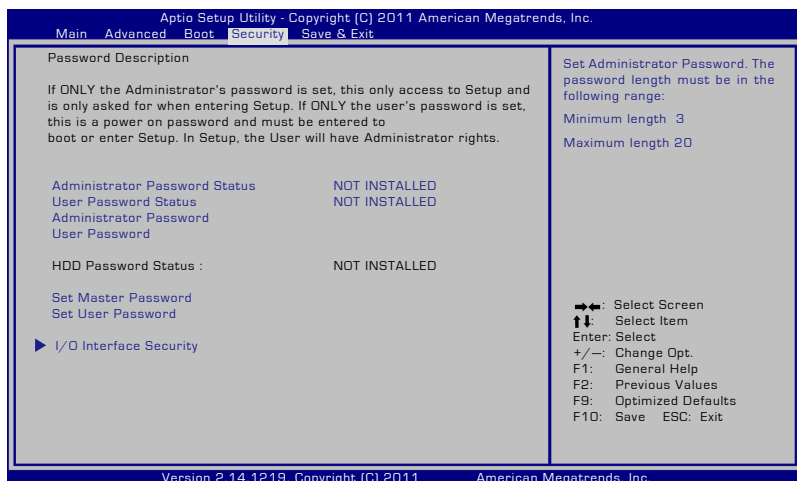 Aptio Setup Utility - Copyright (C) 2011 American Megatrends, Inc.
Main Advanced Boot Security Save & Exit
Password Description
If ONLY the Administrator's password is set, this only access to Setup and
is only asked for when entering Setup. If ONLY the user's password is set,
this is a power on password and must be entered to
boot or enter Setup. In Setup, the User will have Administrator rights.
Administrator Password Status NOT INSTALLED
User Password Status NOT INSTALLED
Administrator Password
User Password
HDD Password Status : NOT INSTALLED
Set Master Password
Set User Password
I/O Interface Security
Set Administrator Password. The
password length must be in the
following range:
Minimum length 3
Maximum length 20
→←: Select Screen
↑↓: Select Item
Enter: Select
+/—: Change Opt.
F1: General Help
F2: Previous Values
F9: Optimized Defaults
F10: Save ESC: Exit
Version 2.14.1219. Copyright (C) 2011 American Megatrends, Inc.